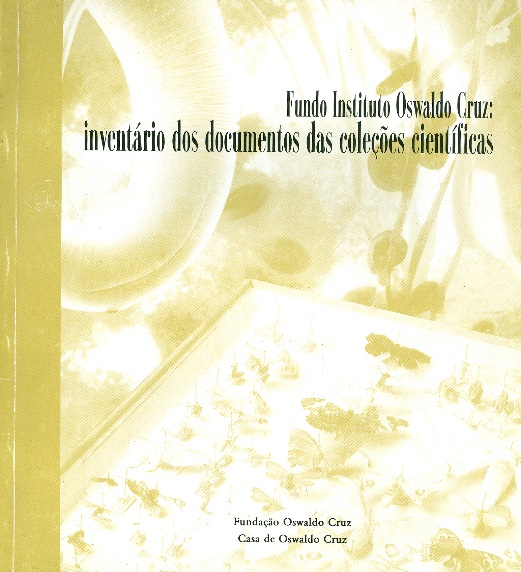 Fundo Instituto Oswaldo Cruz:
inventário dos documentos das coleções científicas
Fundação Oswaldo Cruz
Casa de Oswaldo Cruz